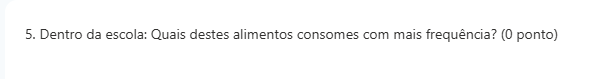 5. Dentro da escola: Quais destes alimentos consomes com mais frequência? (0 ponto)